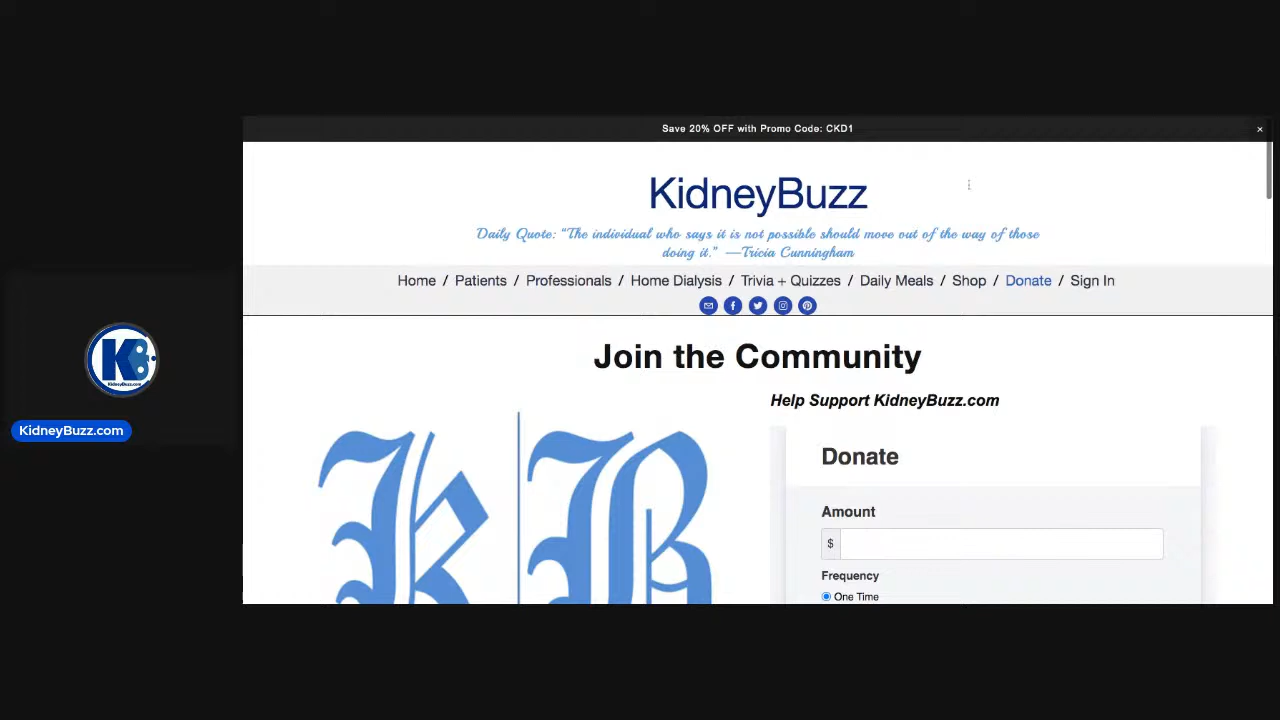 Save 20% OFF with Promo Code: CKD1
×
KidneyBuzz
Daily Quote: “The individual who says it is not possible should move out of the way of those
doing it.” —Tricia Cunningham
Home / Patients / Professionals / Home Dialysis / Trivia + Quizzes / Daily Meals / Shop / Donate / Sign In
Join the Community
Help Support KidneyBuzz.com
K B
Donate
Amount
$
Frequency
One Time
KB
KidneyBuzz.com
KidneyBuzz.com